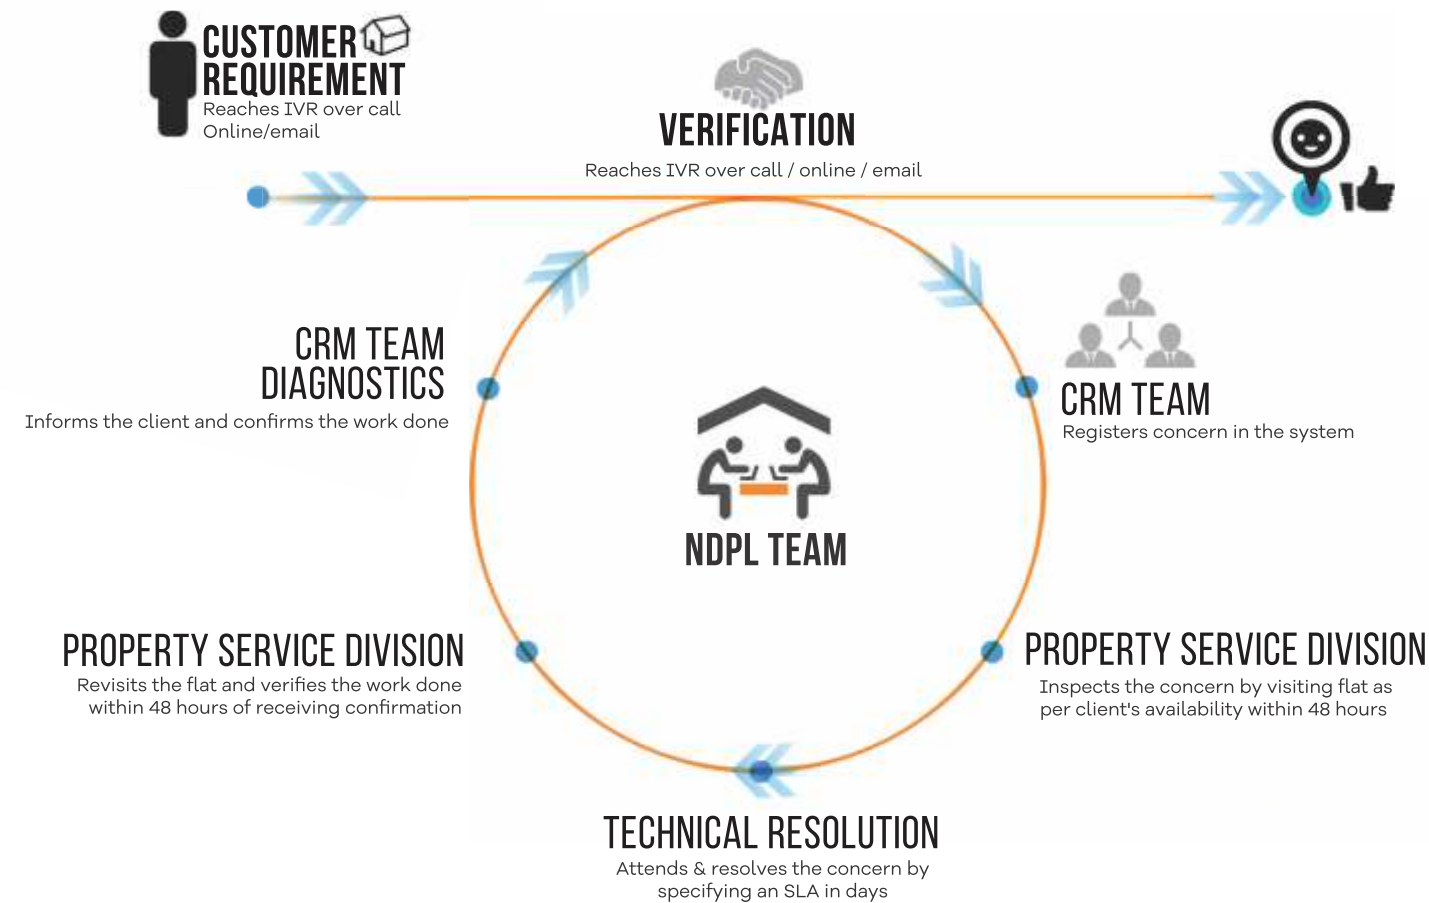 CUSTOMER
REQUIREMENT
Reaches IVR over call
Online/email
VERIFICATION
Reaches IVR over call / online / email
CRM TEAM
Registers concern in the system
PROPERTY SERVICE DIVISION
Inspects the concern by visiting flat as
per client's availability within 48 hours
TECHNICAL RESOLUTION
Attends & resolves the concern by
specifying an SLA in days
PROPERTY SERVICE DIVISION
Revisits the flat and verifies the work done
within 48 hours of receiving confirmation
CRM TEAM
DIAGNOSTICS
Informs the client and confirms the work done
NDPL TEAM